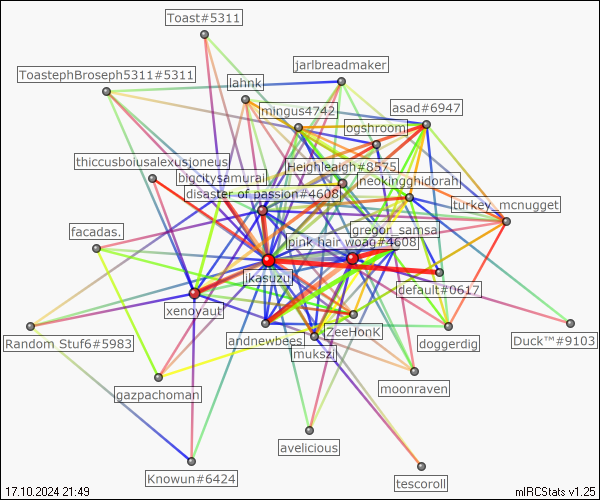 Toast#5311
jarlbreadmaker
ToastephBroseph5311#5311
lahnk
mingus4742
asad#6947
ogshroom
thiccusboiusalexusjoneus
Heighleaigh#8575
bigcitysamurai
neokingghidorah
disaster of passion#4608
turkey_mcnugget
facadas.
gregor_samsa
pink hair woag#4608
jkasuzu
default#0617
xenoyaut
ZeeHonK
andnewbees
Random Stuf6#5983
doggerdig
Duck™#9103
mukszi
moonraven
gazpachoman
avelicious
Knowun#6424
tescoroll
17.10.2024 21:49
mIRCStats v1.25